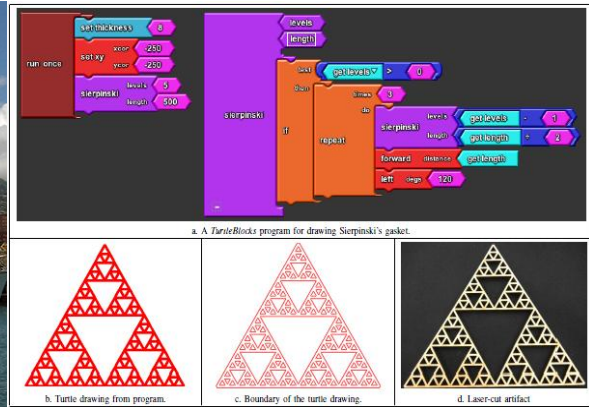 set thickness 8
levels
length
run_once
set xy
xcor -250
ycor -250
test
get levels > 0
then
times 3
do
sierpinski
levels 5
length 500
sierpinski
if
repeat
sierpinski
levels
get levels - 1
length
get length ÷ 2
forward distance get length
left degs 120
a. A TurtleBlocks program for drawing Sierpinski's gasket.
b. Turtle drawing from program.
c. Boundary of the turtle drawing.
d. Laser-cut artifact